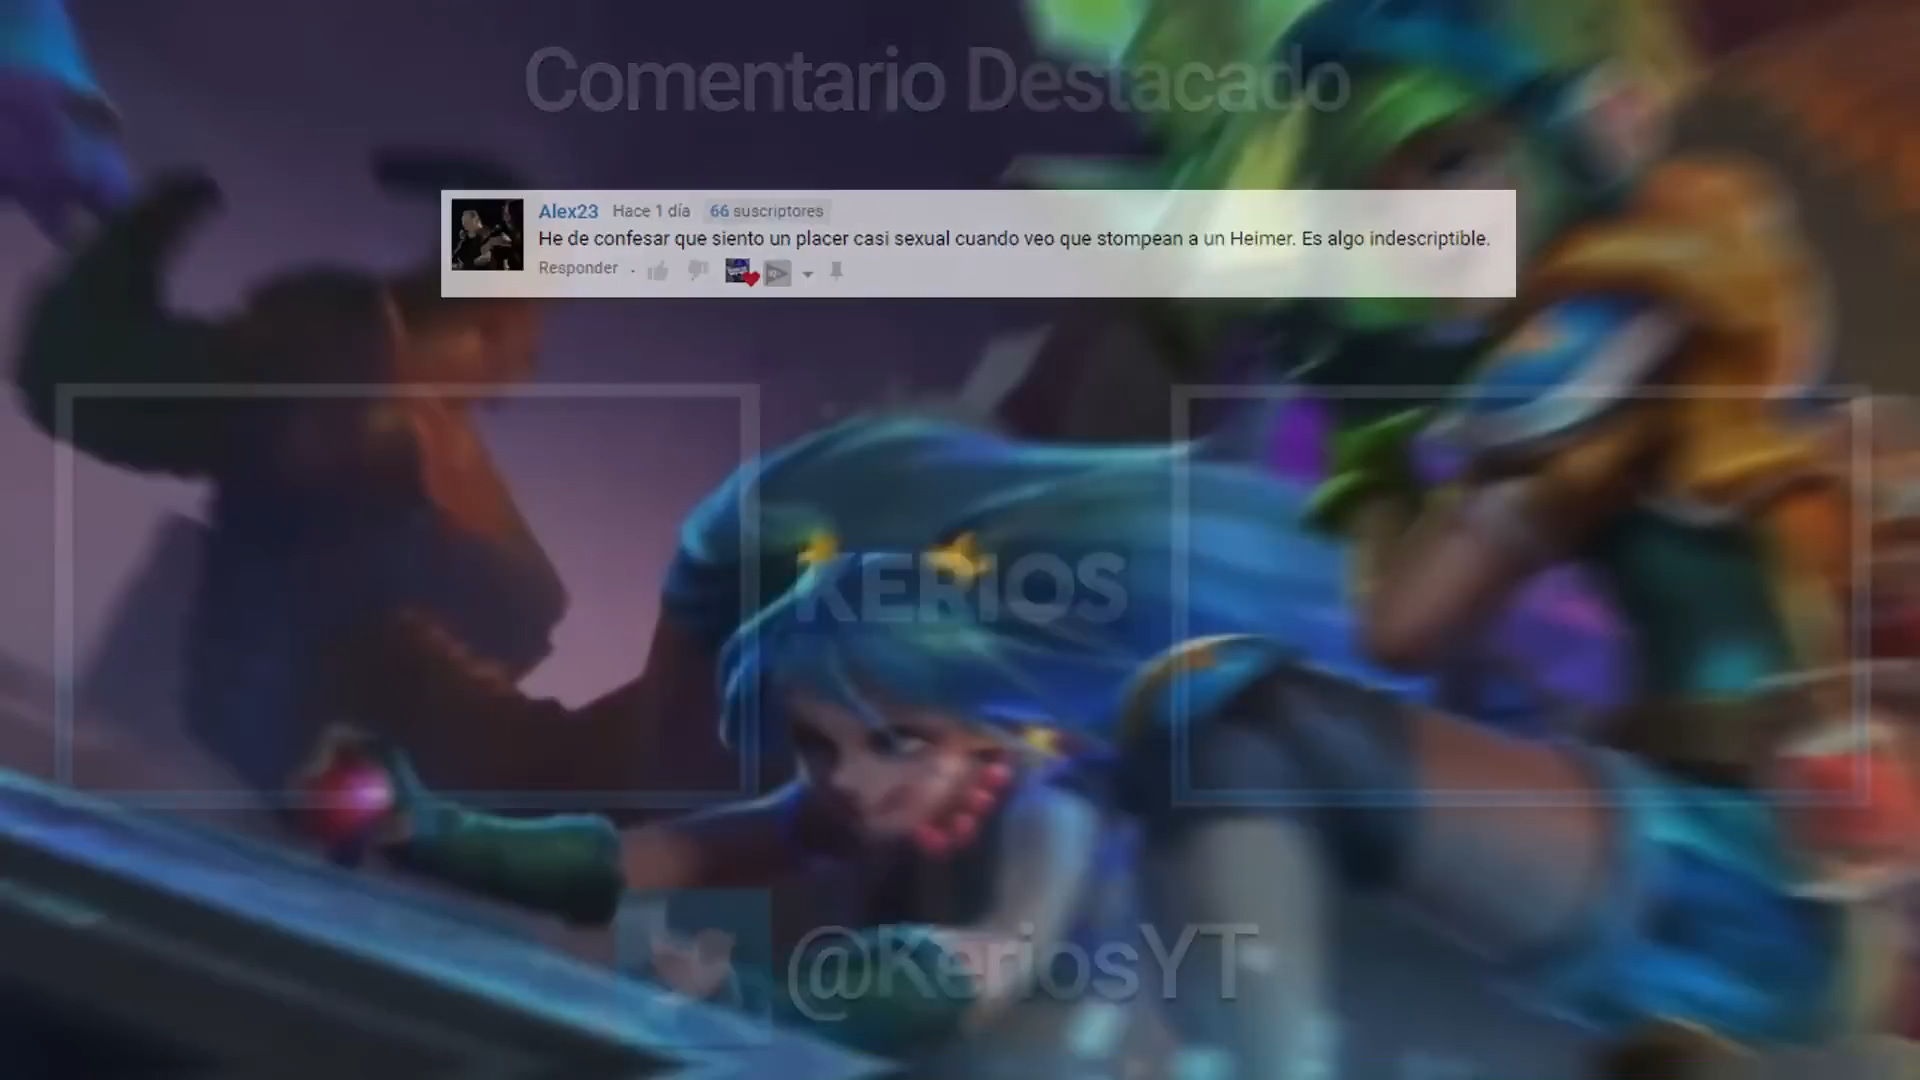 Comentario Destacado
Alex23 Hace 1 día 66 suscriptores
He de confesar que siento un placer casi sexual cuando veo que stompean a un Heimer. Es algo indescriptible.
Responder
KERIOS
@KeriosYT